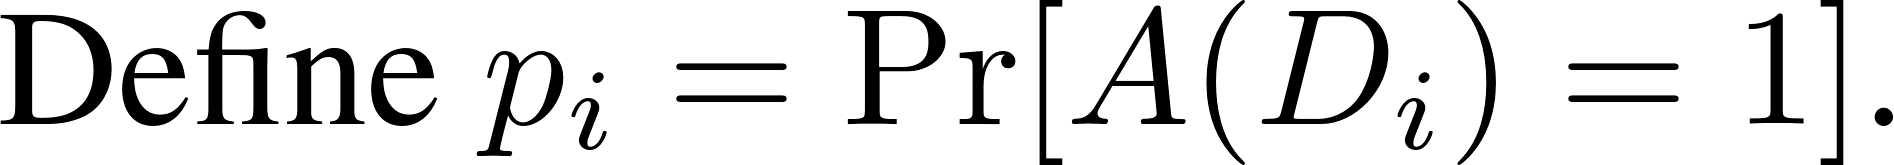 Define $p_i = \Pr[A(D_i) = 1]$.